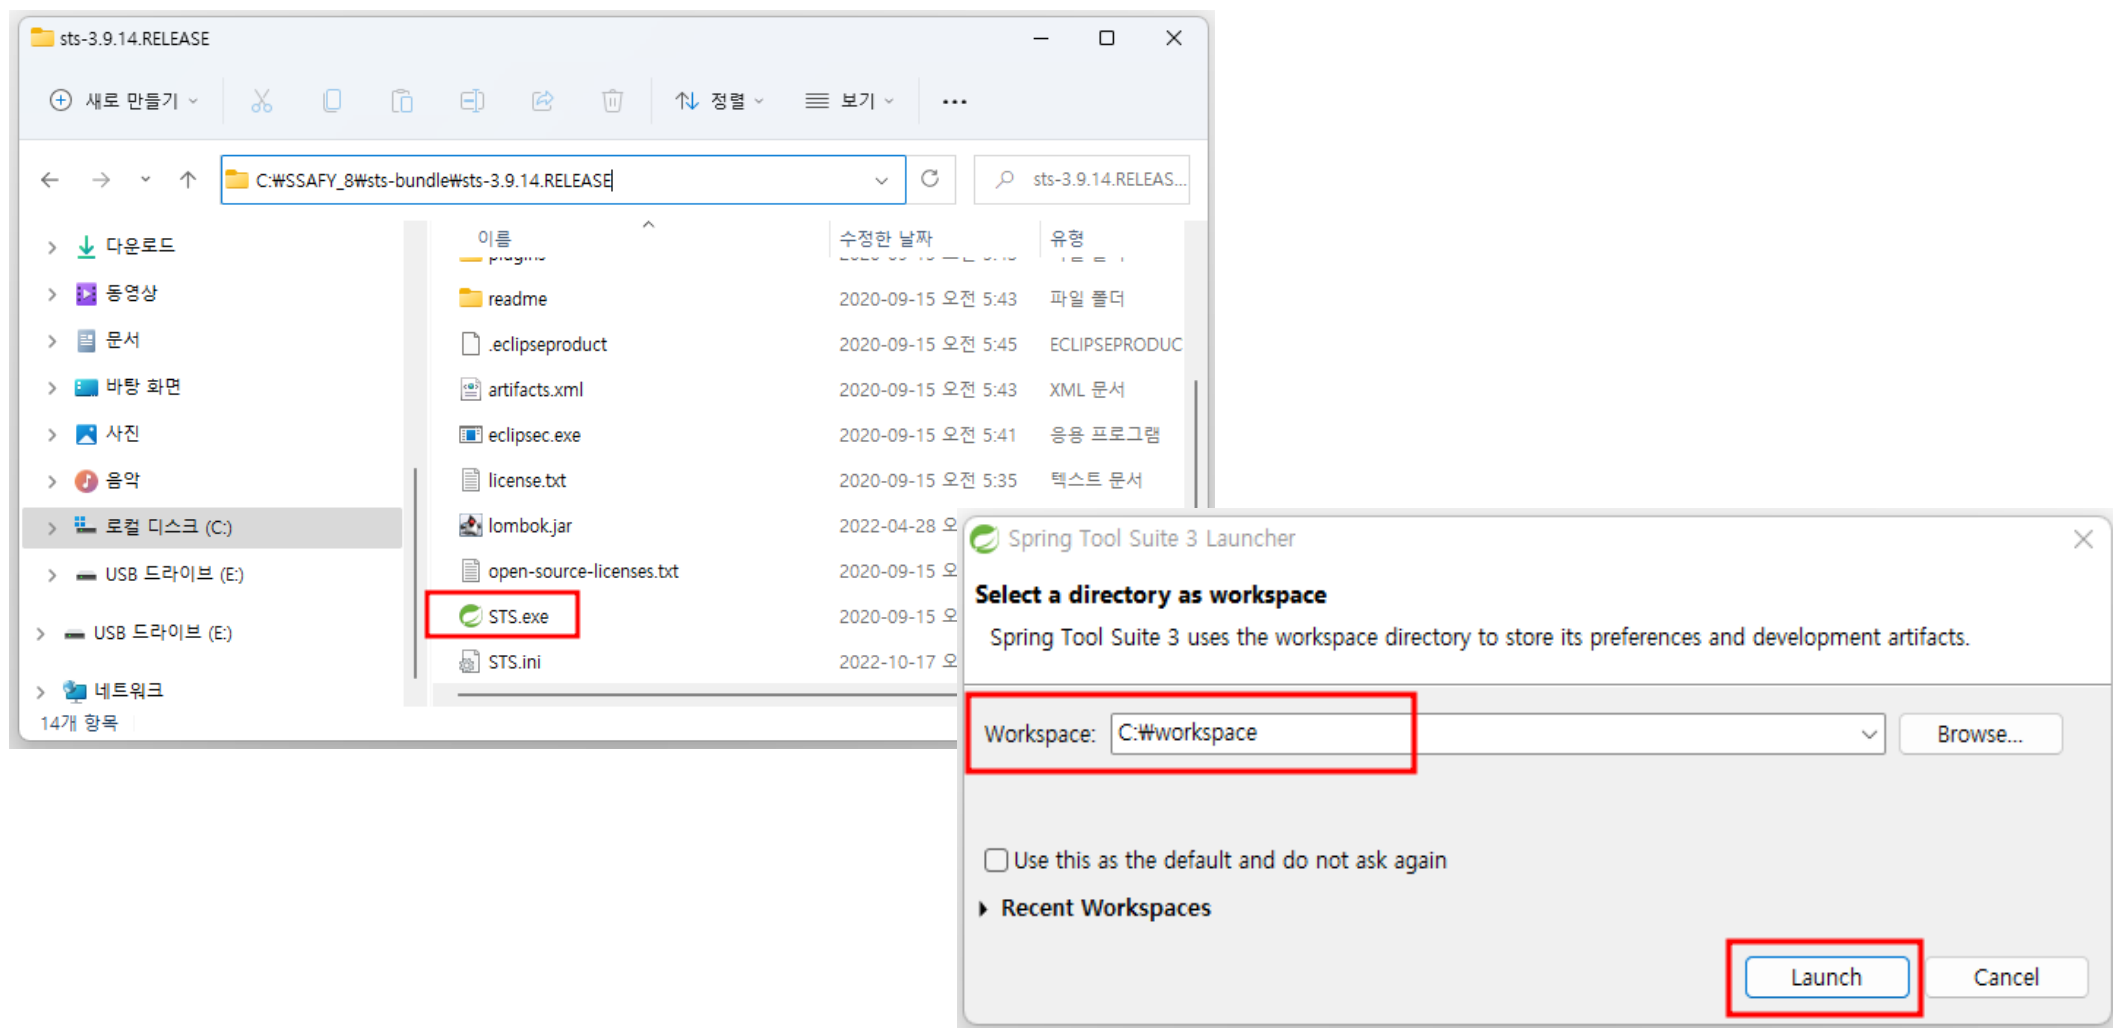 sts-3.9.14.RELEASE
새로 만들기
정렬
보기
C:₩SSAFY_8₩sts-bundle₩sts-3.9.14.RELEASE
sts-3.9.14.RELEAS...
다운로드
동영상
문서
바탕 화면
사진
음악
로컬 디스크 (C:)
USB 드라이브 (E:)
USB 드라이브 (E:)
네트워크
14개 항목
이름 수정한 날짜 유형
plugins
readme 2020-09-15 오전 5:43 파일 폴더
.eclipseproduct 2020-09-15 오전 5:45 ECLIPSEPRODUC
artifacts.xml 2020-09-15 오전 5:43 XML 문서
eclipsec.exe 2020-09-15 오전 5:41 응용 프로그램
license.txt 2020-09-15 오전 5:35 텍스트 문서
lombok.jar 2022-04-28 오
open-source-licenses.txt 2020-09-15 오
STS.exe 2020-09-15 오
STS.ini 2022-10-17 오
Spring Tool Suite 3 Launcher
Select a directory as workspace
Spring Tool Suite 3 uses the workspace directory to store its preferences and development artifacts.
Workspace: C:₩workspace
Browse...
Use this as the default and do not ask again
Recent Workspaces
Launch Cancel